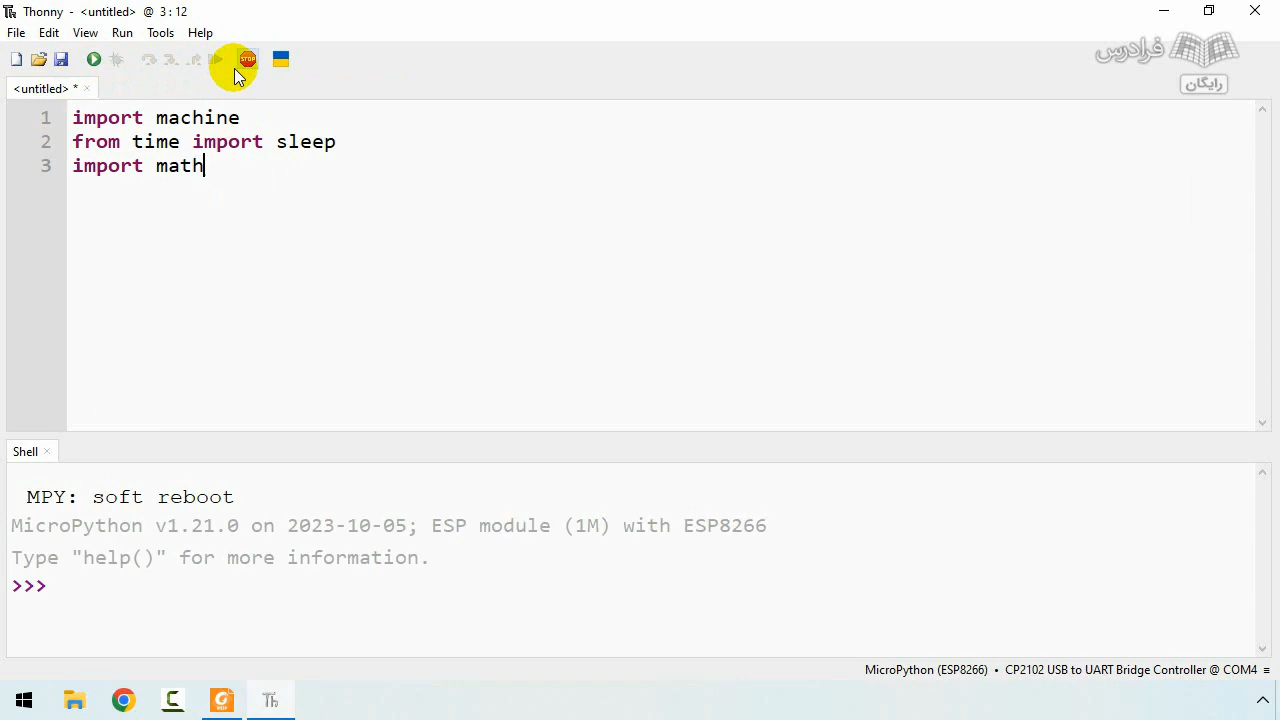 Thonny - <untitled> @ 3:12
File Edit View Run Tools Help
STOP
فرادرس
رایگان
<untitled> * ×
1 import machine
2 from time import sleep
3 import math
Shell ×
MPY: soft reboot
MicroPython v1.21.0 on 2023-10-05; ESP module (1M) with ESP8266
Type "help()" for more information.
>>>
MicroPython (ESP8266) • CP2102 USB to UART Bridge Controller @ COM4 ≡
Th